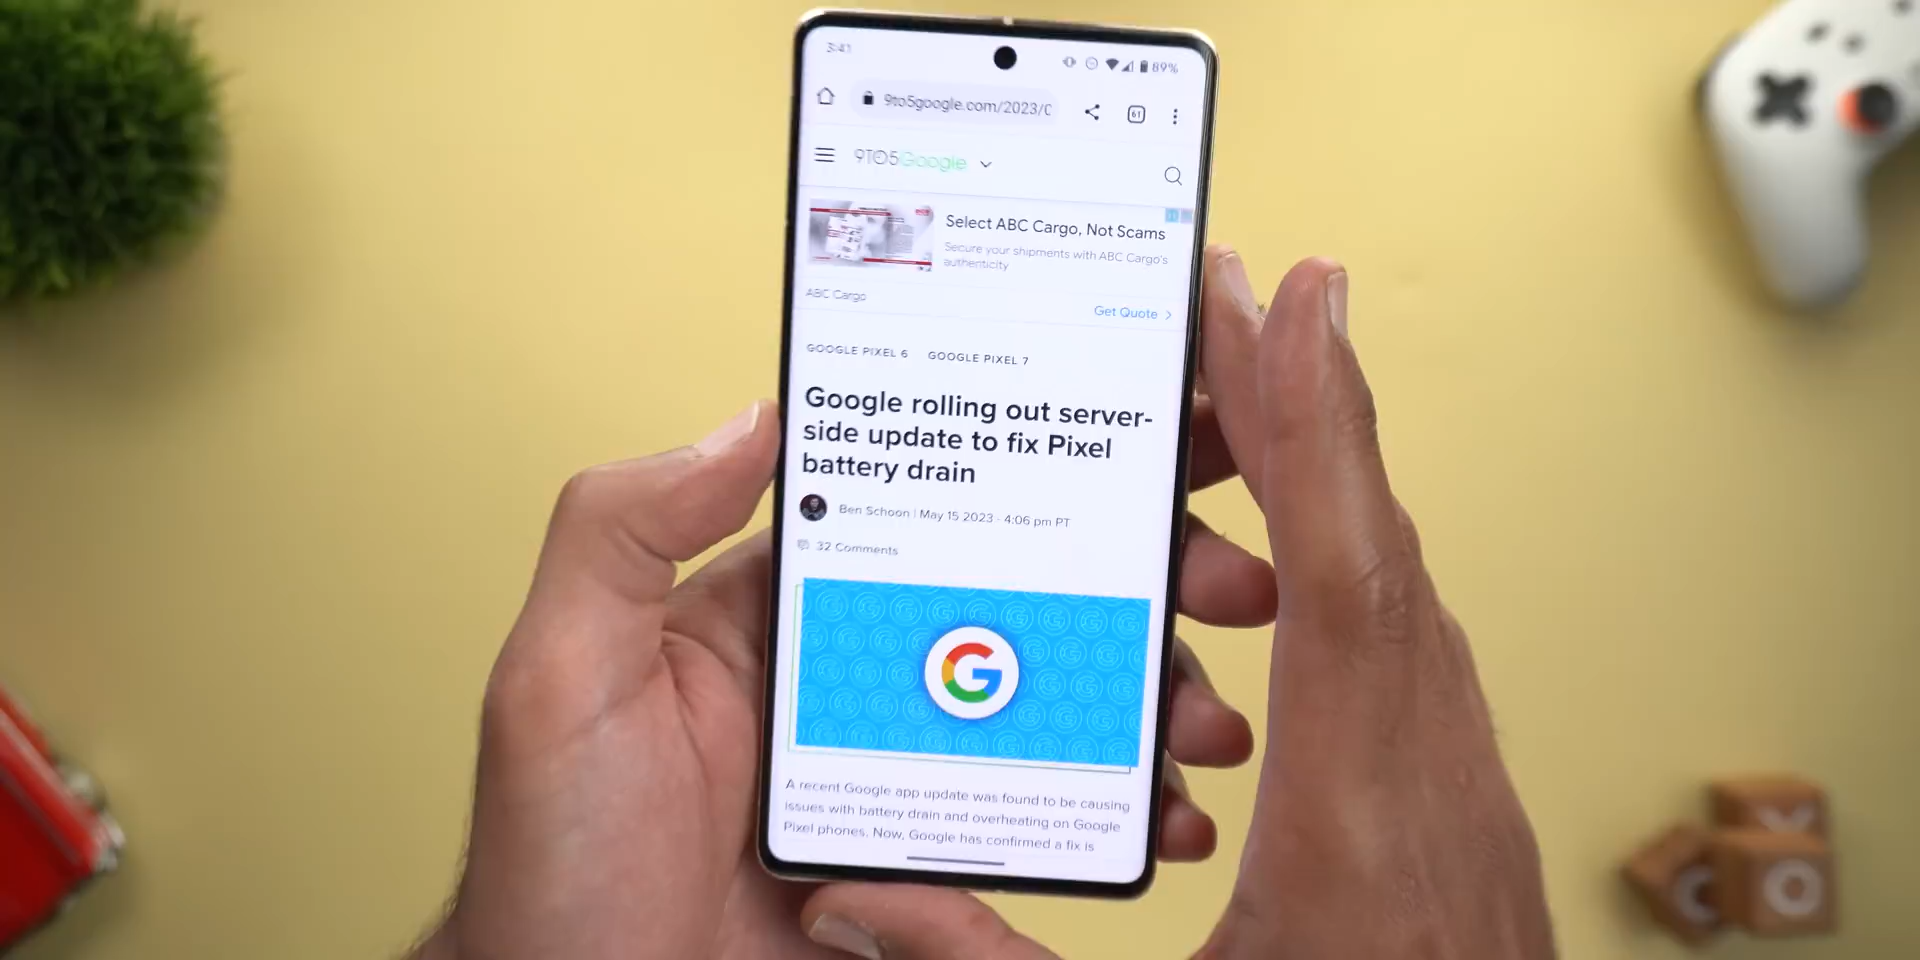 3:41
89%
9to5google.com/2023/0
61
9TO5Google
Select ABC Cargo, Not Scams
Secure your shipments with ABC Cargo's
authenticity
ABC Cargo
Get Quote
GOOGLE PIXEL 6 GOOGLE PIXEL 7
Google rolling out server-
side update to fix Pixel
battery drain
Ben Schoon | May 15 2023 - 4:06 pm PT
32 Comments
G
A recent Google app update was found to be causing
issues with battery drain and overheating on Google
Pixel phones. Now, Google has confirmed a fix is